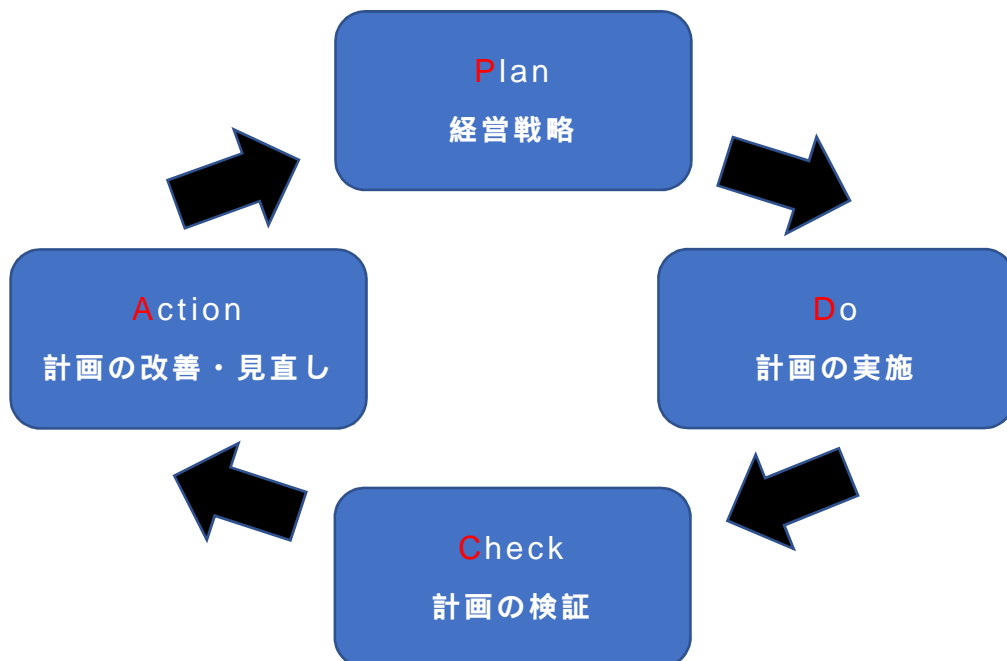 Plan
経営戦略
Do
計画の実施
Check
計画の検証
Action
計画の改善・見直し